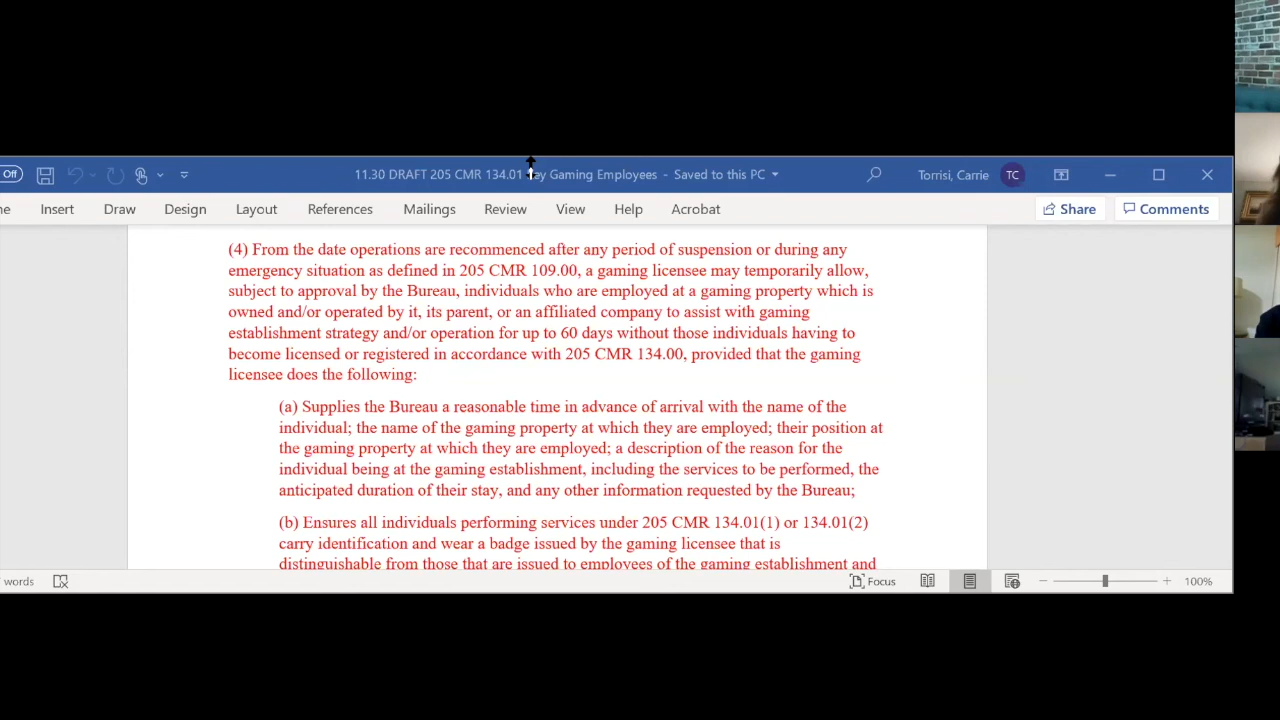 Off
11.30 DRAFT 205 CMR 134.01 Key Gaming Employees - Saved to this PC
Torrisi, Carrie
TC
Insert Draw Design Layout References Mailings Review View Help Acrobat
Share
Comments
(4) From the date operations are recommenced after any period of suspension or during any
emergency situation as defined in 205 CMR 109.00, a gaming licensee may temporarily allow,
subject to approval by the Bureau, individuals who are employed at a gaming property which is
owned and/or operated by it, its parent, or an affiliated company to assist with gaming
establishment strategy and/or operation for up to 60 days without those individuals having to
become licensed or registered in accordance with 205 CMR 134.00, provided that the gaming
licensee does the following:
(a) Supplies the Bureau a reasonable time in advance of arrival with the name of the
individual; the name of the gaming property at which they are employed; their position at
the gaming property at which they are employed; a description of the reason for the
individual being at the gaming establishment, including the services to be performed, the
anticipated duration of their stay, and any other information requested by the Bureau;
(b) Ensures all individuals performing services under 205 CMR 134.01(1) or 134.01(2)
carry identification and wear a badge issued by the gaming licensee that is
distinguishable from those that are issued to employees of the gaming establishment and
words
Focus
100%